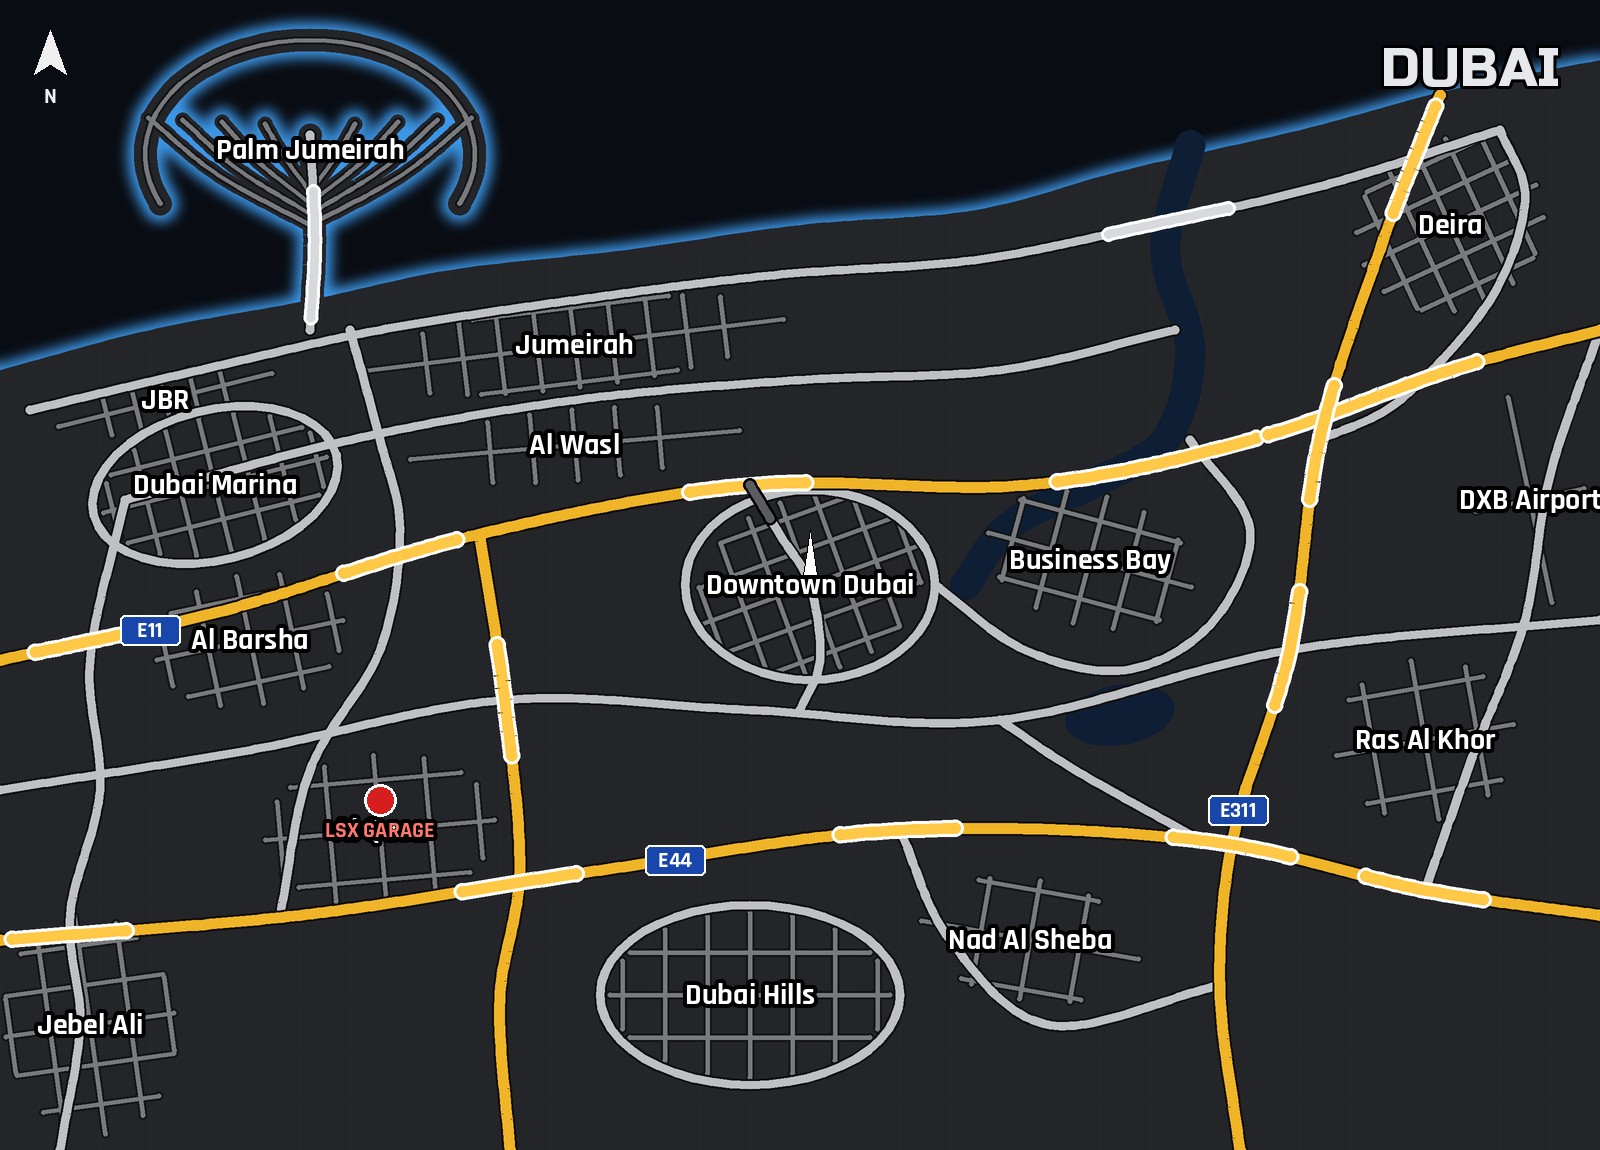 DUBAI
N
Palm Jumeirah
Deira
Jumeirah
JBR
Al Wasl
Dubai Marina
DXB Airport
Business Bay
Downtown Dubai
E11
Al Barsha
Ras Al Khor
E311
LSX GARAGE
E44
Nad Al Sheba
Dubai Hills
Jebel Ali